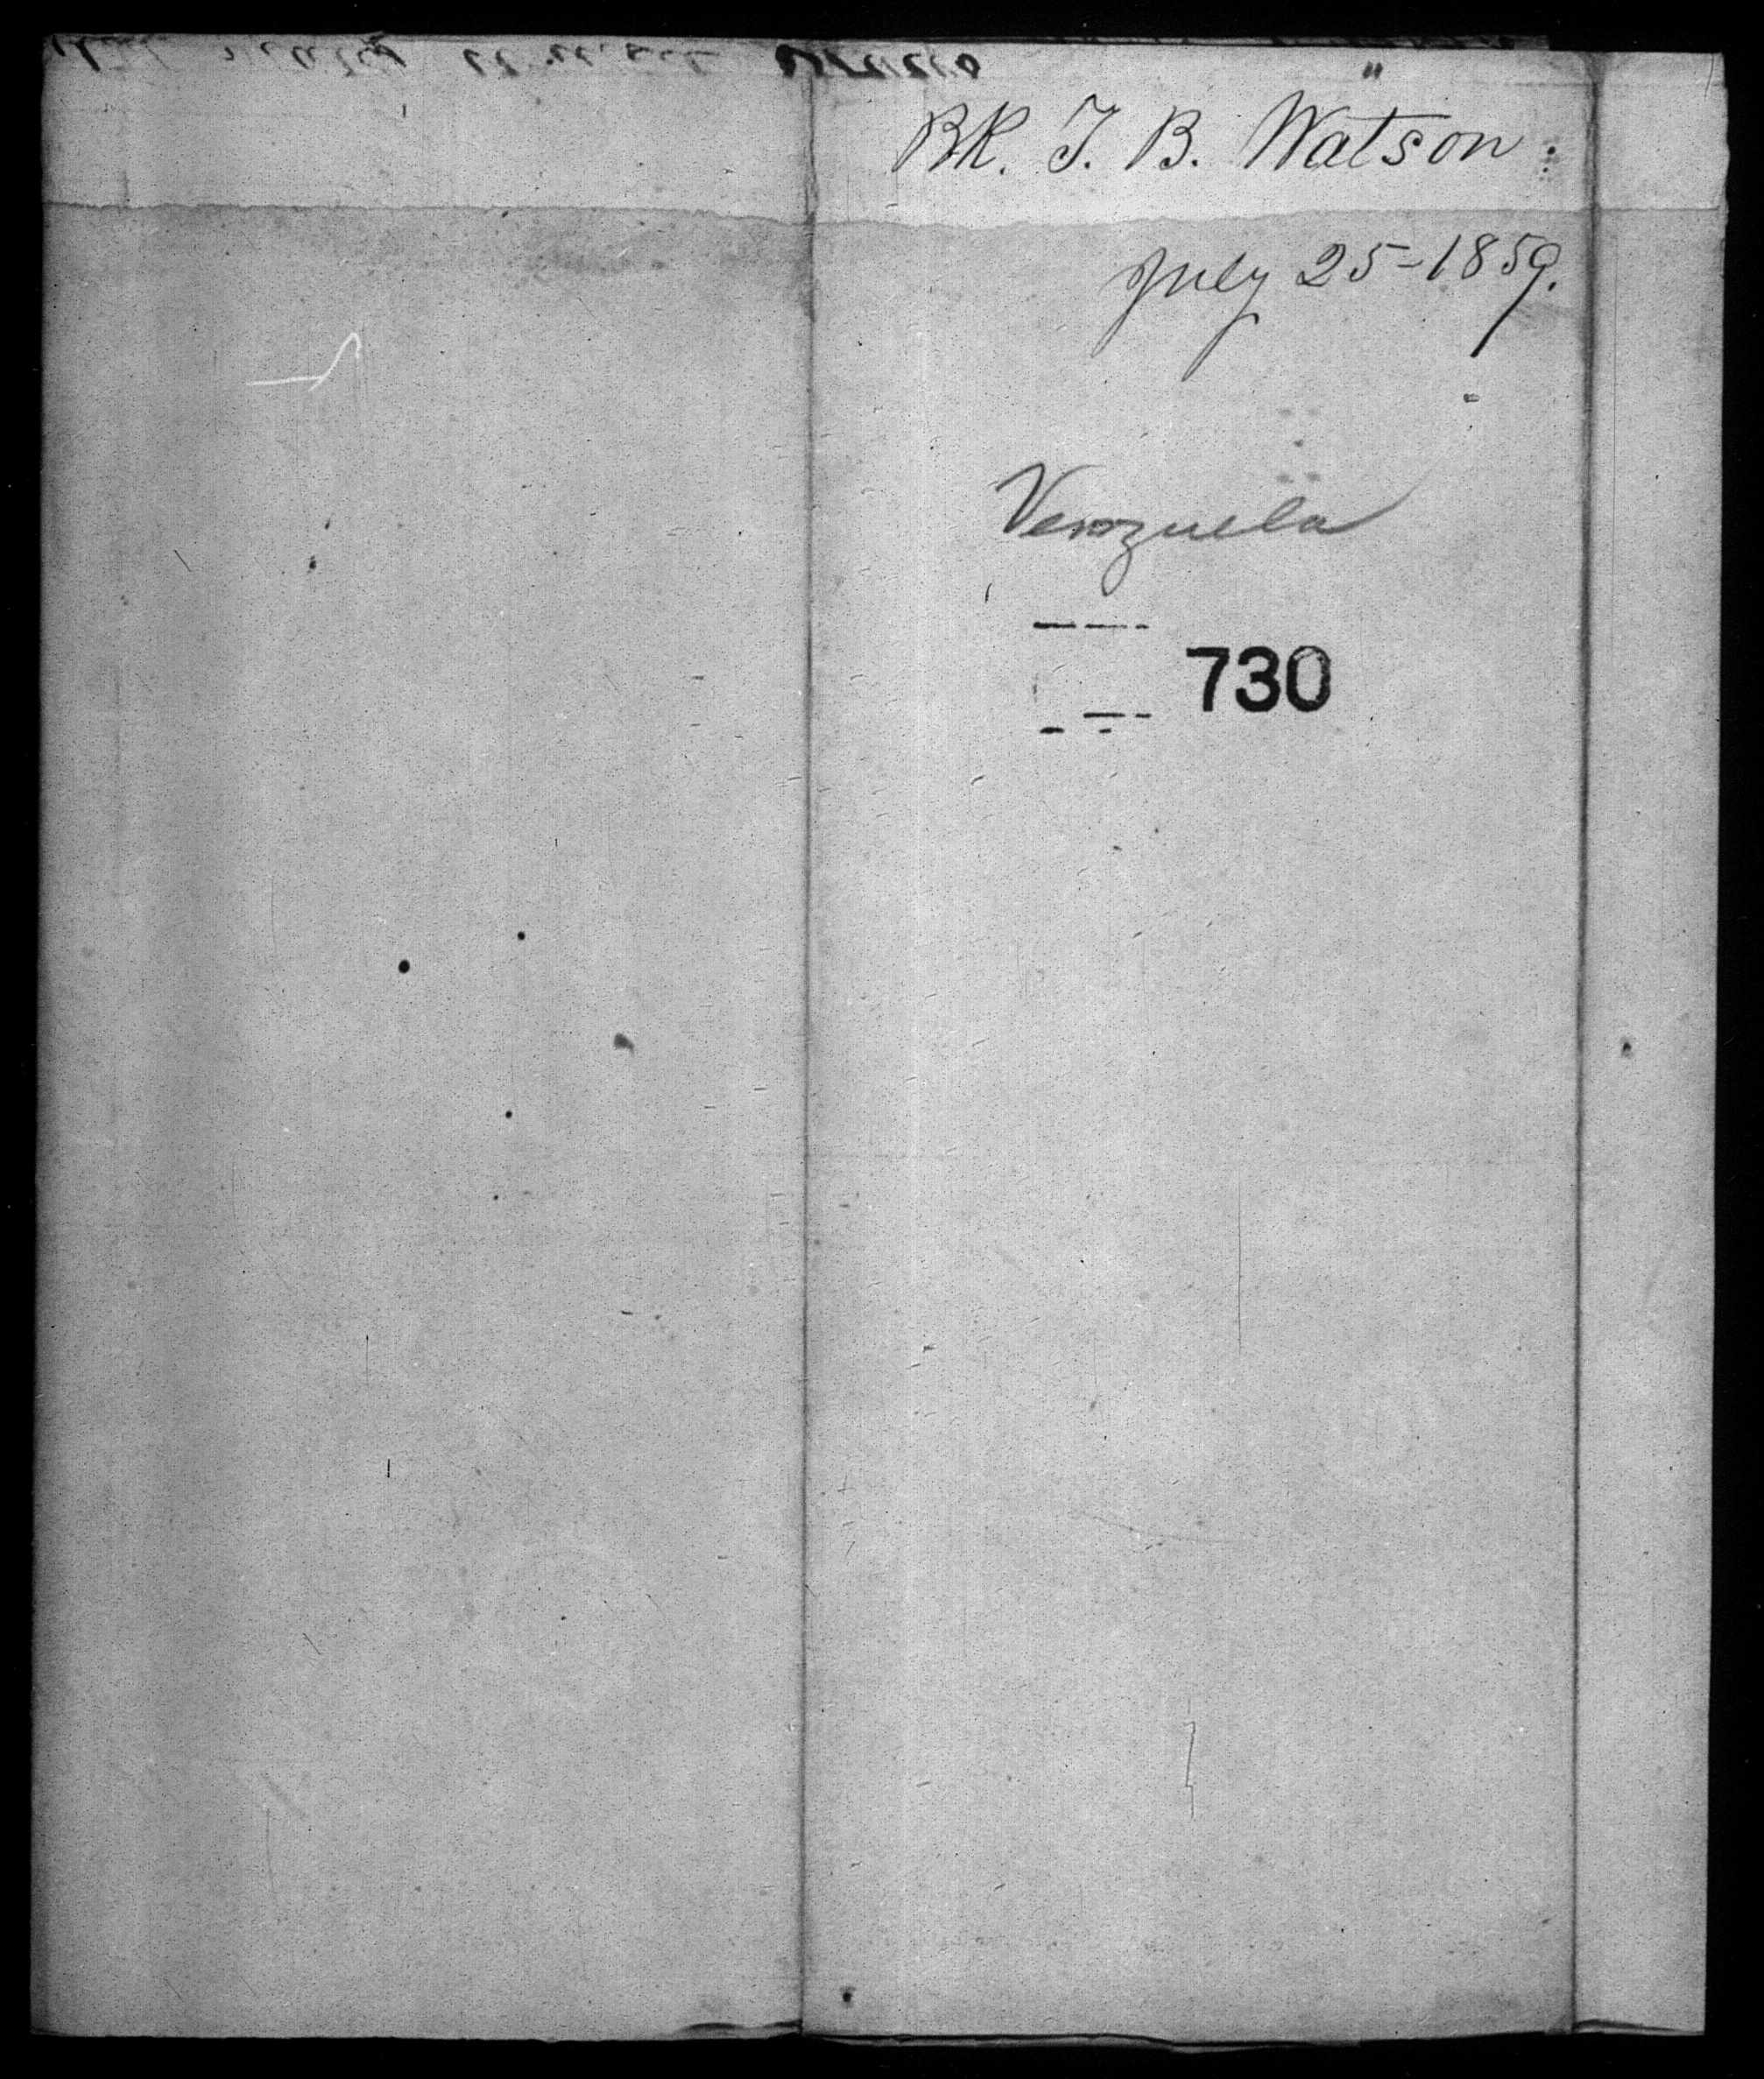 BK. T. B. Watson.
July 25-1859.
Venezuela
730